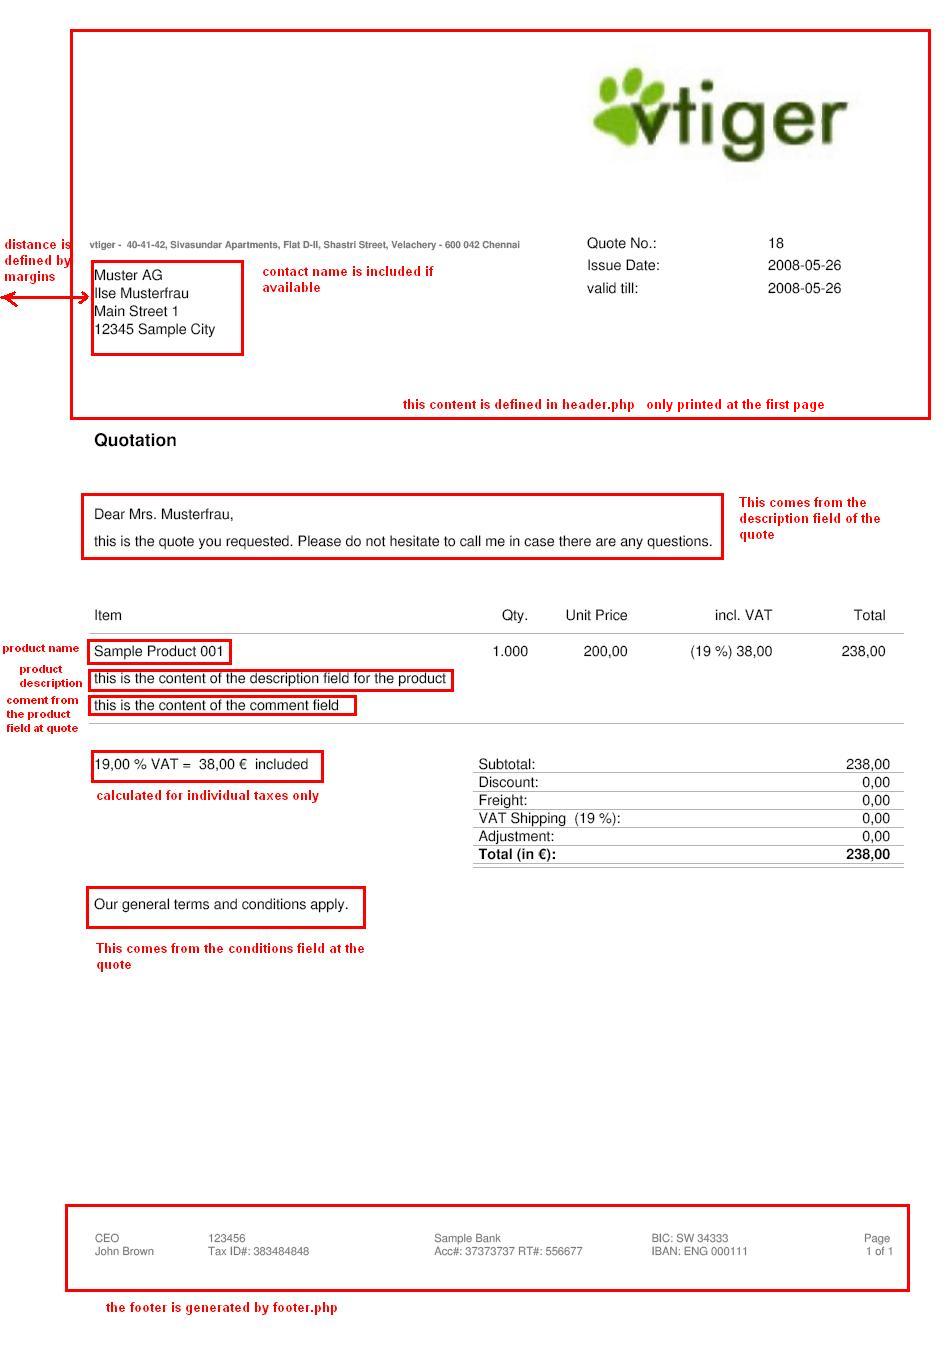 vtiger
distance is
defined by
margins
vtiger - 40-41-42, Sivasundar Apartments, Flat D-II, Shastri Street, Velachery - 600 042 Chennai
Quote No.: 18
Issue Date: 2008-05-26
valid till: 2008-05-26
Muster AG
Ilse Musterfrau
Main Street 1
12345 Sample City
contact name is included if
available
this content is defined in header.php only printed at the first page
Quotation
Dear Mrs. Musterfrau,
this is the quote you requested. Please do not hesitate to call me in case there are any questions.
This comes from the
description field of the
quote
Item Qty. Unit Price incl. VAT Total
product name
Sample Product 001 1.000 200,00 (19 %) 38,00 238,00
product
description
this is the content of the description field for the product
coment from
the product
field at quote
this is the content of the comment field
19,00 % VAT = 38,00 € included
calculated for individual taxes only
Subtotal: 238,00
Discount: 0,00
Freight: 0,00
VAT Shipping (19 %): 0,00
Adjustment: 0,00
Total (in €): 238,00
Our general terms and conditions apply.
This comes from the conditions field at the
quote
CEO 123456 Sample Bank BIC: SW 34333 Page
John Brown Tax ID#: 383484848 Acc#: 37373737 RT#: 556677 IBAN: ENG 000111 1 of 1
the footer is generated by footer.php